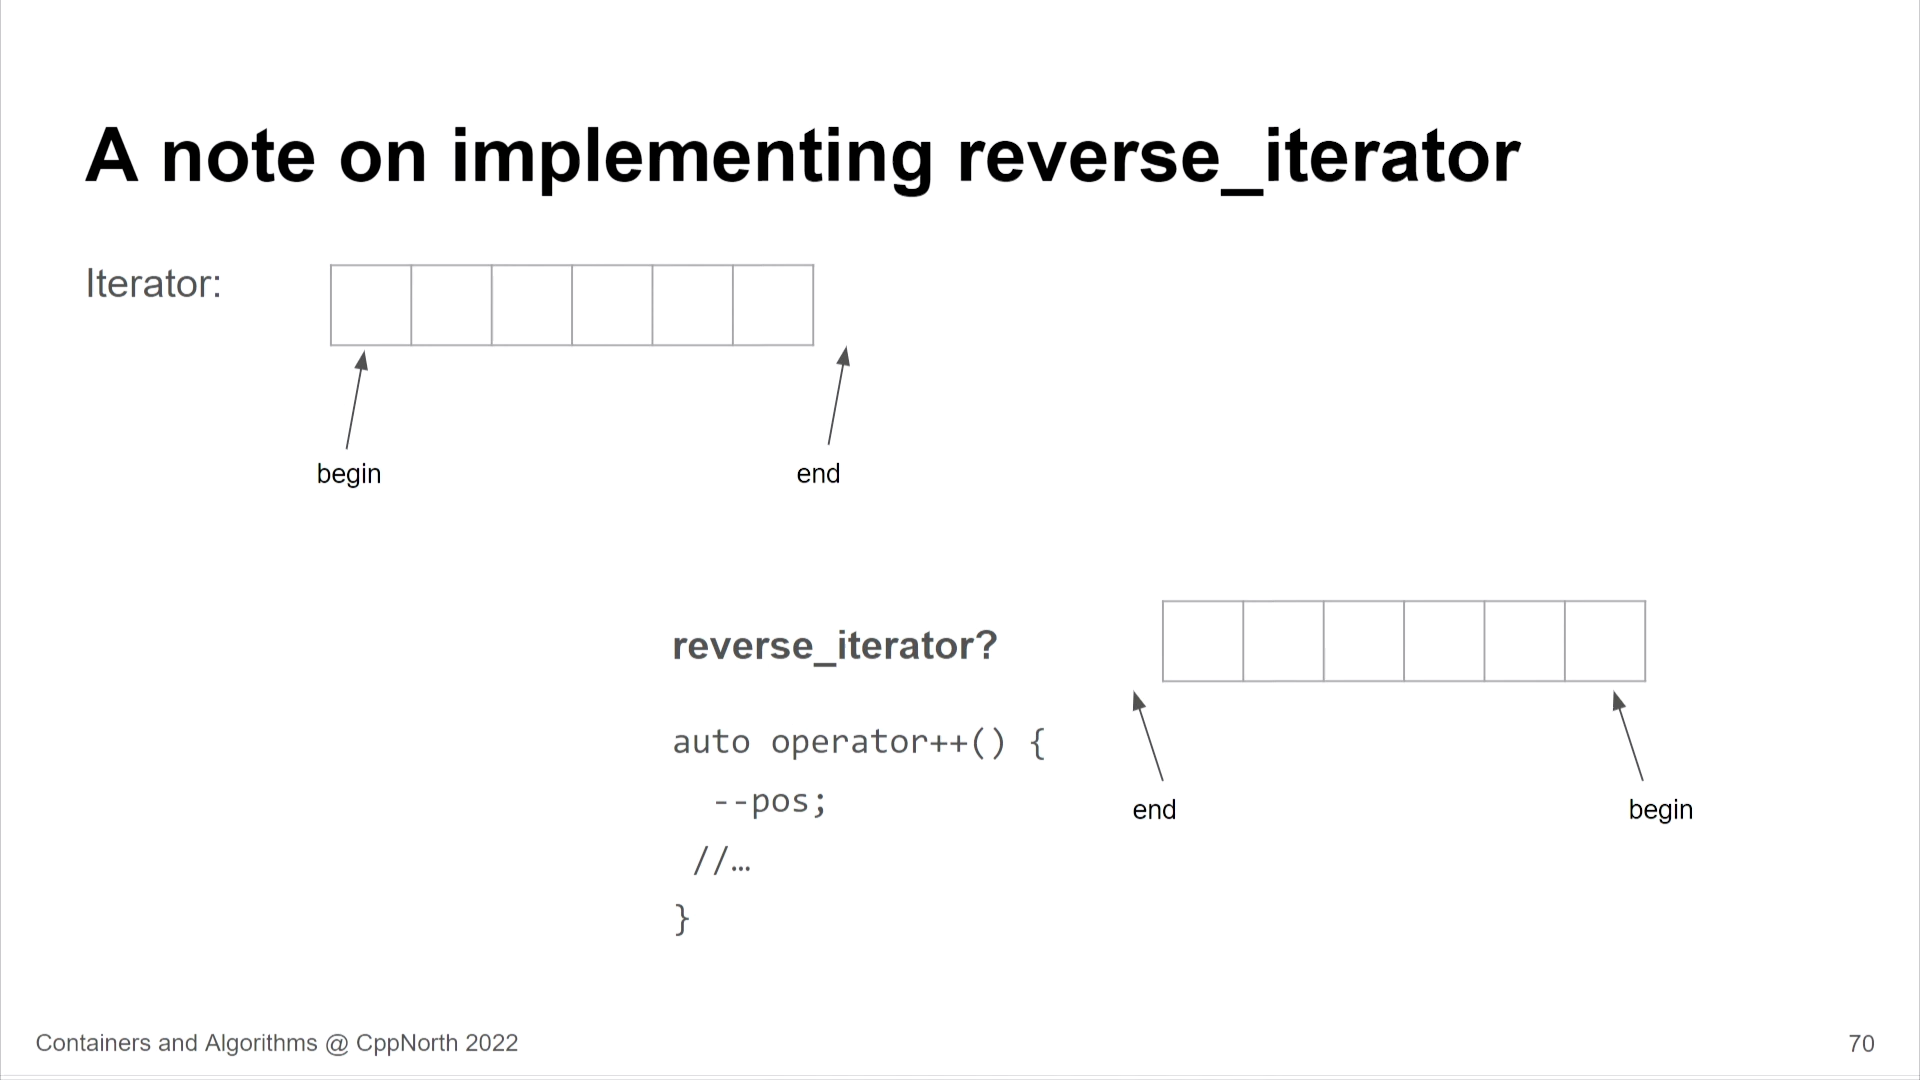 A note on implementing reverse_iterator
Iterator:
begin
end
reverse_iterator?
auto operator++() {
--pos;
//…
}
end
begin
Containers and Algorithms @ CppNorth 2022
70